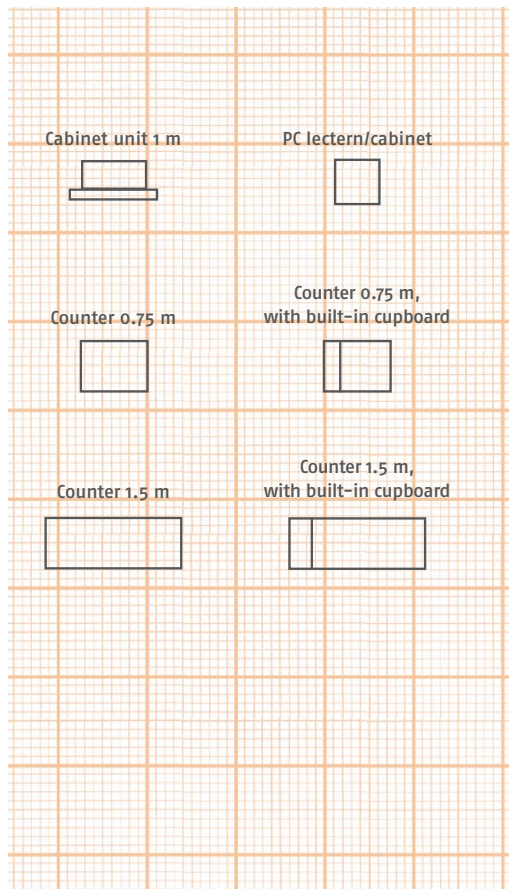 Cabinet unit 1 m
PC lectern/cabinet
Counter 0.75 m
Counter 0.75 m,
with built-in cupboard
Counter 1.5 m
Counter 1.5 m,
with built-in cupboard